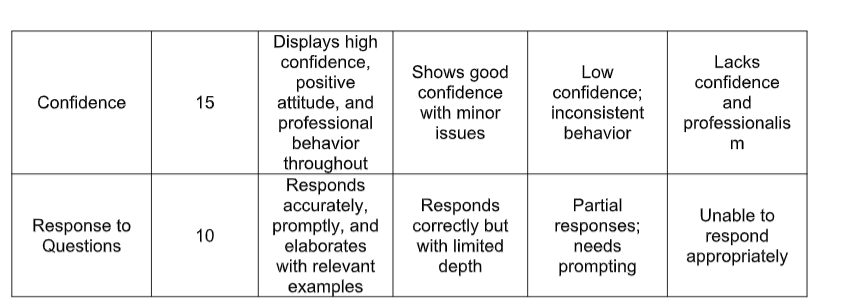 Confidence
15
Displays high
confidence,
positive
attitude, and
professional
behavior
throughout
Shows good
confidence
with minor
issues
Low
confidence;
inconsistent
behavior
Lacks
confidence
and
professionalis
m
Response to
Questions
10
Responds
accurately,
promptly, and
elaborates
with relevant
examples
Responds
correctly but
with limited
depth
Partial
responses;
needs
prompting
Unable to
respond
appropriately